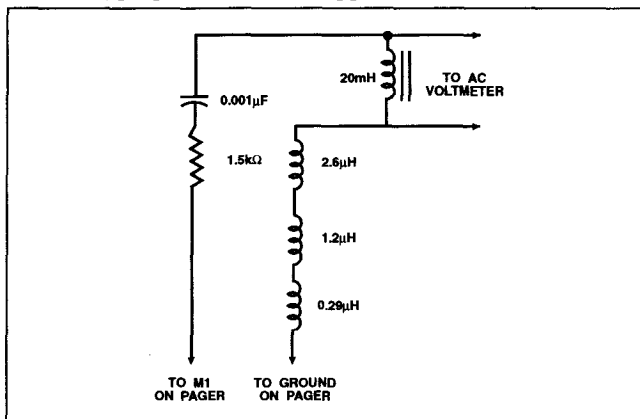 20mH
TO AC
VOLTMETER
0.001µF
1.5kΩ
2.6µH
1.2µH
0.29µH
TO M1
ON PAGER
TO GROUND
ON PAGER